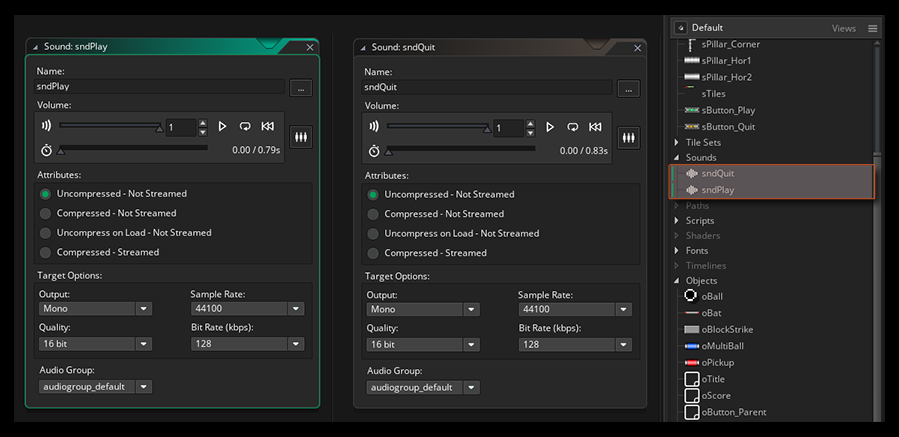 Sound: sndPlay
Name:
sndPlay
...
Volume:
1
0.00 / 0.79s
Attributes:
Uncompressed - Not Streamed
Compressed - Not Streamed
Uncompress on Load - Not Streamed
Compressed - Streamed
Target Options:
Output: Sample Rate:
Mono 44100
Quality: Bit Rate (kbps):
16 bit 128
Audio Group:
audiogroup_default
Sound: sndQuit
Name:
sndQuit
...
Volume:
1
0.00 / 0.83s
Attributes:
Uncompressed - Not Streamed
Compressed - Not Streamed
Uncompress on Load - Not Streamed
Compressed - Streamed
Target Options:
Output: Sample Rate:
Mono 44100
Quality: Bit Rate (kbps):
16 bit 128
Audio Group:
audiogroup_default
Default Views
sPillar_Corner
sPillar_Hor1
sPillar_Hor2
sTiles
sButton_Play
sButton_Quit
Tile Sets
Sounds
sndQuit
sndPlay
Paths
Scripts
Shaders
Fonts
Timelines
Objects
oBall
oBat
oBlockStrike
oMultiBall
oPickup
oTitle
oScore
oButton_Parent